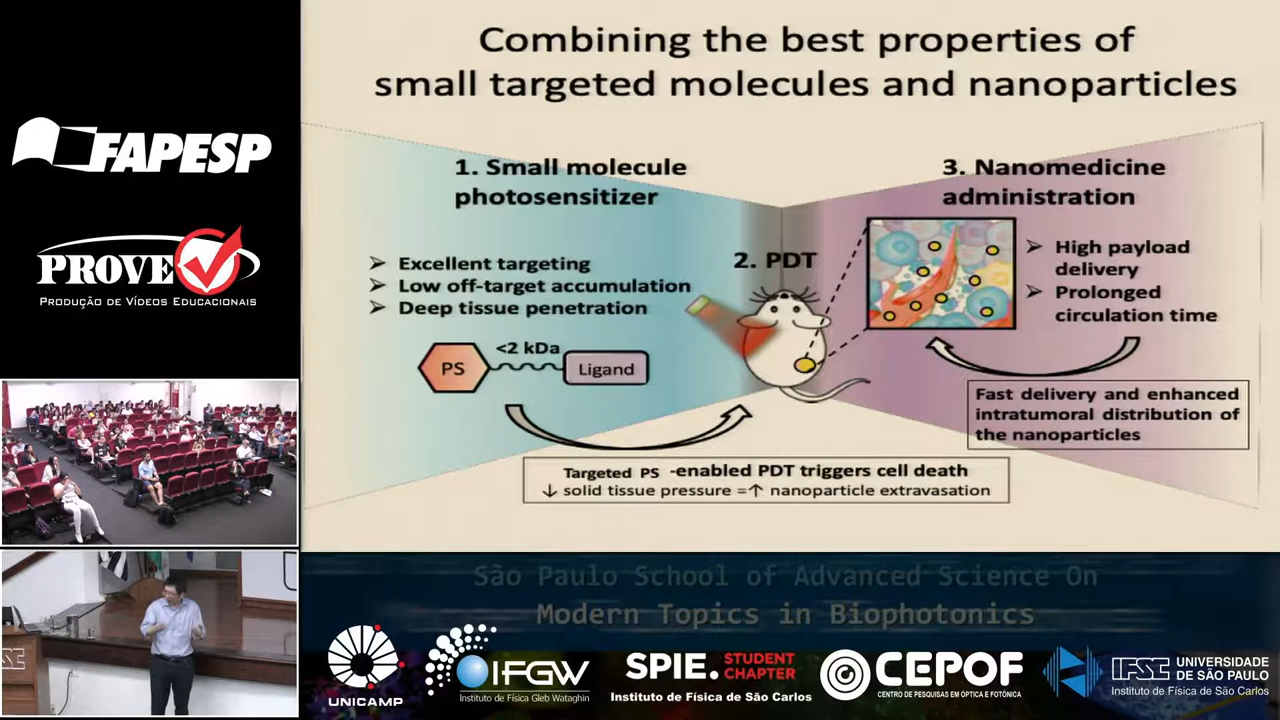 Combining the best properties of
small targeted molecules and nanoparticles
1. Small molecule
photosensitizer
➢ Excellent targeting
➢ Low off-target accumulation
➢ Deep tissue penetration
<2 kDa
PS
Ligand
2. PDT
3. Nanomedicine
administration
➢ High payload
delivery
➢ Prolonged
circulation time
Fast delivery and enhanced
intratumoral distribution of
the nanoparticles
Targeted PS -enabled PDT triggers cell death
↓ solid tissue pressure =↑ nanoparticle extravasation
FAPESP
PROVE
PRODUÇÃO DE VÍDEOS EDUCACIONAIS
São Paulo School of Advanced Science On
Modern Topics in Biophotonics
UNICAMP
IFGW
Instituto de Física Gleb Wataghin
SPIE. STUDENT
CHAPTER
Instituto de Física de São Carlos
CEPOF
CENTRO DE PESQUISAS EM ÓPTICA E FOTÔNICA
IFSC UNIVERSIDADE
DE SÃO PAULO
Instituto de Física de São Carlos